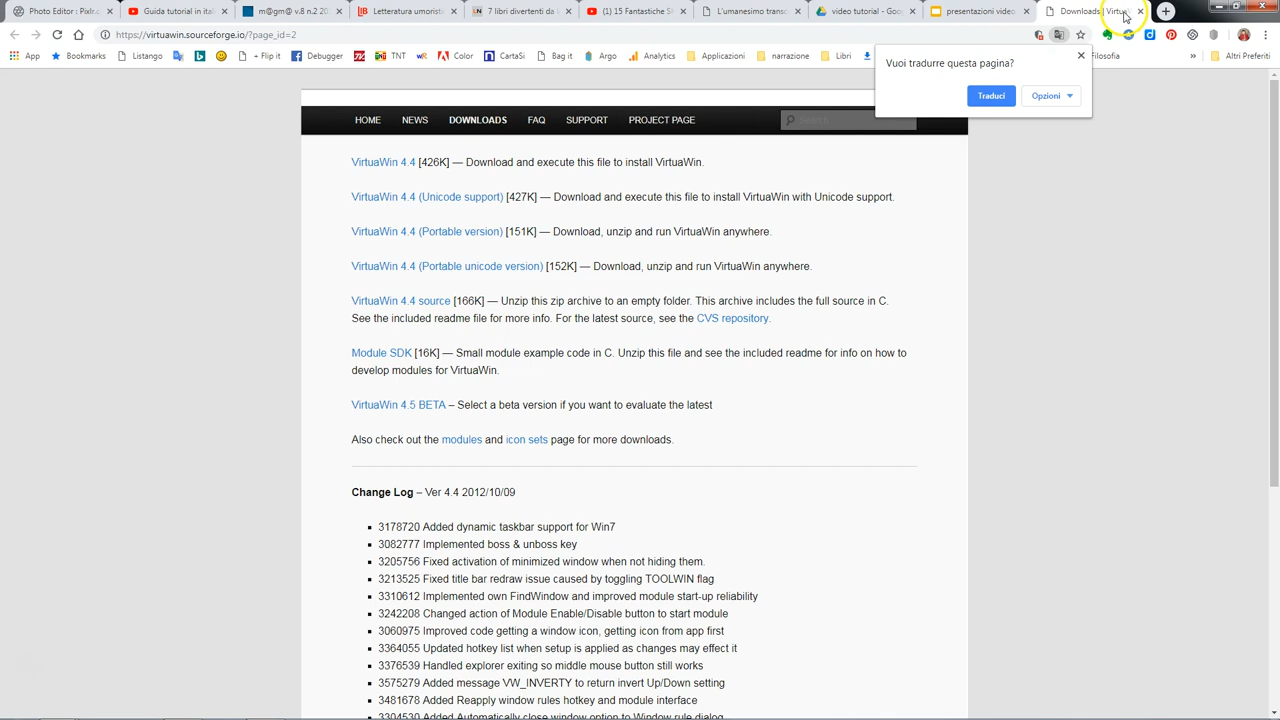 Photo Editor : Pixlr.c
Guida tutorial in ital
m@gm@ v.8 n.2 20
Letteratura umorist
7 libri divertenti da l
(1) 15 Fantastiche S
L'umanesimo transc
video tutorial - Goo
presentazioni video
Downloads | Virtua
https://virtuawin.sourceforge.io/?page_id=2
App
Bookmarks
Listango
+ Flip it
Debugger
TNT
Color
CartaSi
Bag it
Argo
Analytics
Applicazioni
narrazione
Libri
Filosofia
»
Altri Preferiti
Vuoi tradurre questa pagina?
Traduci
Opzioni
HOME
NEWS
DOWNLOADS
FAQ
SUPPORT
PROJECT PAGE
Search
VirtuaWin 4.4 [426K] — Download and execute this file to install VirtuaWin.
VirtuaWin 4.4 (Unicode support) [427K] — Download and execute this file to install VirtuaWin with Unicode support.
VirtuaWin 4.4 (Portable version) [151K] — Download, unzip and run VirtuaWin anywhere.
VirtuaWin 4.4 (Portable unicode version) [152K] — Download, unzip and run VirtuaWin anywhere.
VirtuaWin 4.4 source [166K] — Unzip this zip archive to an empty folder. This archive includes the full source in C.
See the included readme file for more info. For the latest source, see the CVS repository.
Module SDK [16K] — Small module example code in C. Unzip this file and see the included readme for info on how to
develop modules for VirtuaWin.
VirtuaWin 4.5 BETA – Select a beta version if you want to evaluate the latest
Also check out the modules and icon sets page for more downloads.
Change Log – Ver 4.4 2012/10/09
3178720 Added dynamic taskbar support for Win7
3082777 Implemented boss & unboss key
3205756 Fixed activation of minimized window when not hiding them.
3213525 Fixed title bar redraw issue caused by toggling TOOLWIN flag
3310612 Implemented own FindWindow and improved module start-up reliability
3242208 Changed action of Module Enable/Disable button to start module
3060975 Improved code getting a window icon, getting icon from app first
3364055 Updated hotkey list when setup is applied as changes may effect it
3376539 Handled explorer exiting so middle mouse button still works
3575279 Added message VW_INVERTY to return invert Up/Down setting
3481678 Added Reapply window rules hotkey and module interface
3304530 Added Automatically close window option to Window rule dialog